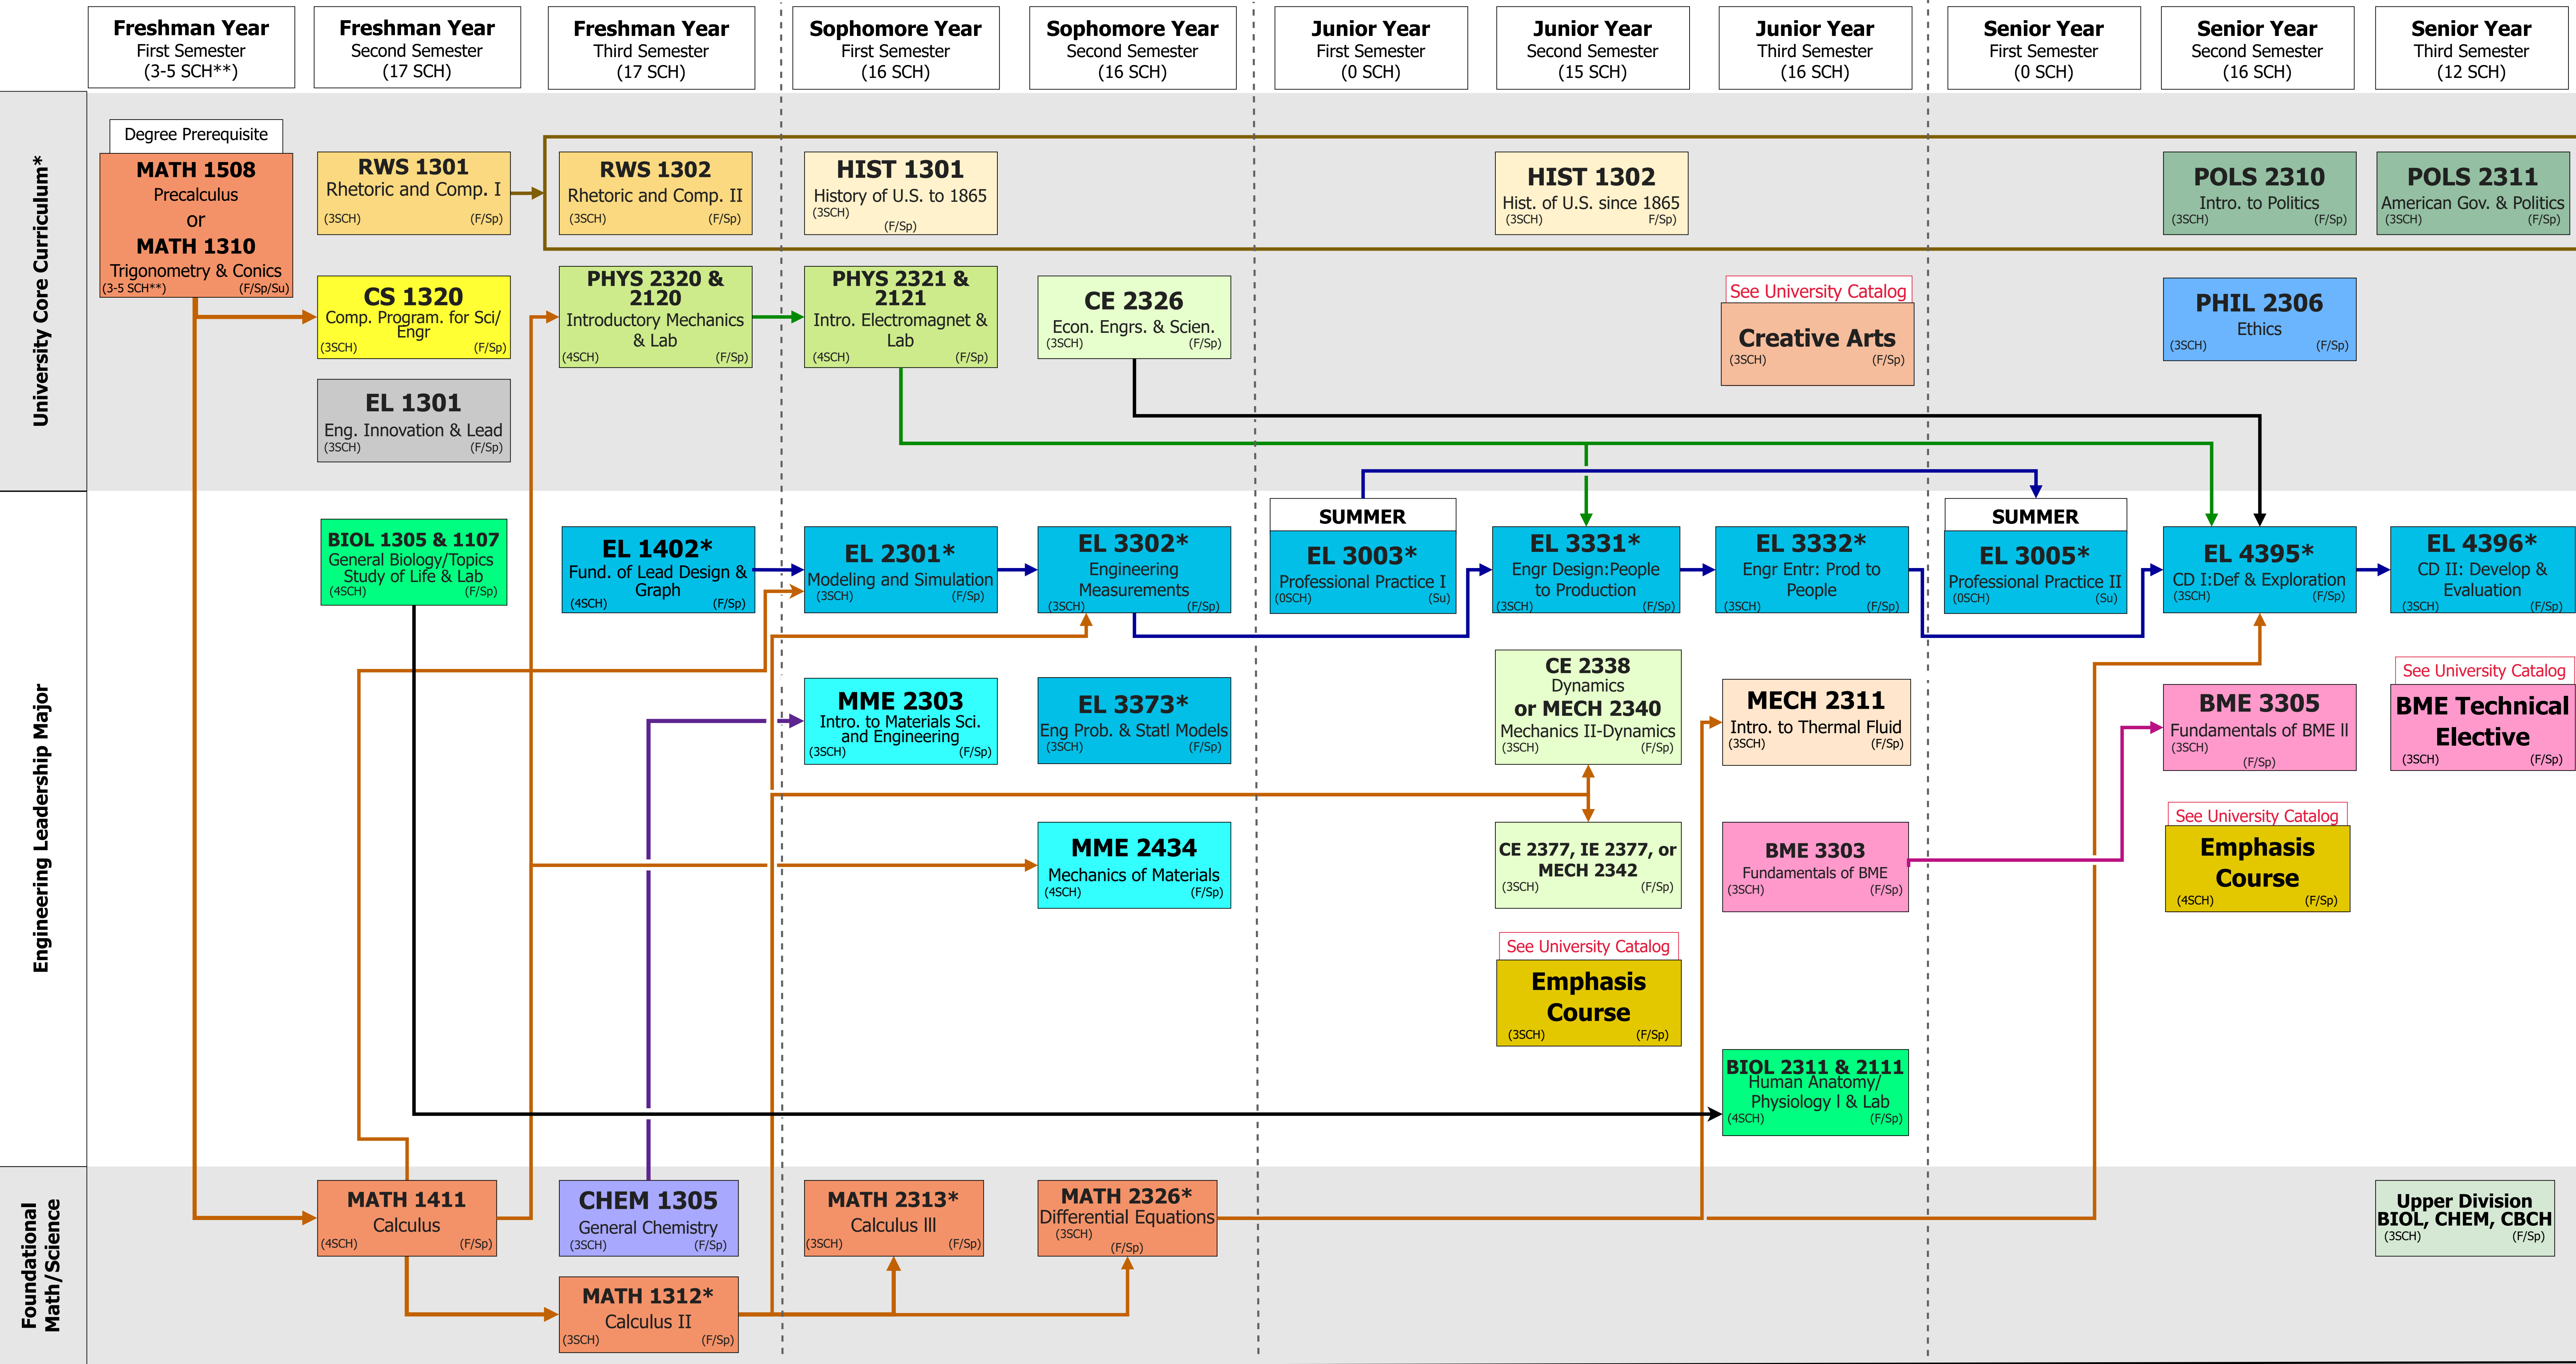 Freshman Year
First Semester
(3-5 SCH**)
Freshman Year
Second Semester
(17 SCH)
Freshman Year
Third Semester
(17 SCH)
Sophomore Year
First Semester
(16 SCH)
Sophomore Year
Second Semester
(16 SCH)
Junior Year
First Semester
(0 SCH)
Junior Year
Second Semester
(15 SCH)
Junior Year
Third Semester
(16 SCH)
Senior Year
First Semester
(0 SCH)
Senior Year
Second Semester
(16 SCH)
Senior Year
Third Semester
(12 SCH)
University Core Curriculum*
Degree Prerequisite
MATH 1508
Precalculus
or
MATH 1310
Trigonometry & Conics
(3-5 SCH**) (F/Sp/Su)
RWS 1301
Rhetoric and Comp. I
(3SCH) (F/Sp)
RWS 1302
Rhetoric and Comp. II
(3SCH) (F/Sp)
HIST 1301
History of U.S. to 1865
(3SCH)
(F/Sp)
HIST 1302
Hist. of U.S. since 1865
(3SCH) F/Sp)
POLS 2310
Intro. to Politics
(3SCH) (F/Sp)
POLS 2311
American Gov. & Politics
(3SCH) (F/Sp)
CS 1320
Comp. Program. for Sci/
Engr
(3SCH) (F/Sp)
PHYS 2320 &
2120
Introductory Mechanics
& Lab
(4SCH) (F/Sp)
PHYS 2321 &
2121
Intro. Electromagnet &
Lab
(4SCH) (F/Sp)
CE 2326
Econ. Engrs. & Scien.
(3SCH) (F/Sp)
See University Catalog
Creative Arts
(3SCH) (F/Sp)
PHIL 2306
Ethics
(3SCH) (F/Sp)
EL 1301
Eng. Innovation & Lead
(3SCH) (F/Sp)
Engineering Leadership Major
BIOL 1305 & 1107
General Biology/Topics
Study of Life & Lab
(4SCH) (F/Sp)
EL 1402*
Fund. of Lead Design &
Graph
(4SCH) (F/Sp)
EL 2301*
Modeling and Simulation
(3SCH) (F/Sp)
EL 3302*
Engineering
Measurements
(3SCH) (F/Sp)
SUMMER
EL 3003*
Professional Practice I
(0SCH) (Su)
EL 3331*
Engr Design:People
to Production
(3SCH) (F/Sp)
EL 3332*
Engr Entr: Prod to
People
(3SCH) (F/Sp)
SUMMER
EL 3005*
Professional Practice II
(0SCH) (Su)
EL 4395*
CD I:Def & Exploration
(3SCH) (F/Sp)
EL 4396*
CD II: Develop &
Evaluation
(3SCH) (F/Sp)
MME 2303
Intro. to Materials Sci.
and Engineering
(3SCH) (F/Sp)
EL 3373*
Eng Prob. & Statl Models
(3SCH) (F/Sp)
CE 2338
Dynamics
or MECH 2340
Mechanics II-Dynamics
(3SCH) (F/Sp)
MECH 2311
Intro. to Thermal Fluid
(3SCH) (F/Sp)
BME 3305
Fundamentals of BME ll
(3SCH)
(F/Sp)
See University Catalog
BME Technical
Elective
(3SCH) (F/Sp)
MME 2434
Mechanics of Materials
(4SCH) (F/Sp)
CE 2377, IE 2377, or
MECH 2342
(3SCH) (F/Sp)
BME 3303
Fundamentals of BME
(3SCH) (F/Sp)
See University Catalog
Emphasis
Course
(4SCH) (F/Sp)
See University Catalog
Emphasis
Course
(3SCH) (F/Sp)
BIOL 2311 & 2111
Human Anatomy/
Physiology l & Lab
(4SCH) (F/Sp)
Foundational
Math/Science
MATH 1411
Calculus
(4SCH) (F/Sp)
CHEM 1305
General Chemistry
(3SCH) (F/Sp)
MATH 2313*
Calculus lll
(3SCH) (F/Sp)
MATH 2326*
Differential Equations
(3SCH)
(F/Sp)
Upper Division
BIOL, CHEM, CBCH
(3SCH) (F/Sp)
MATH 1312*
Calculus II
(3SCH) (F/Sp)